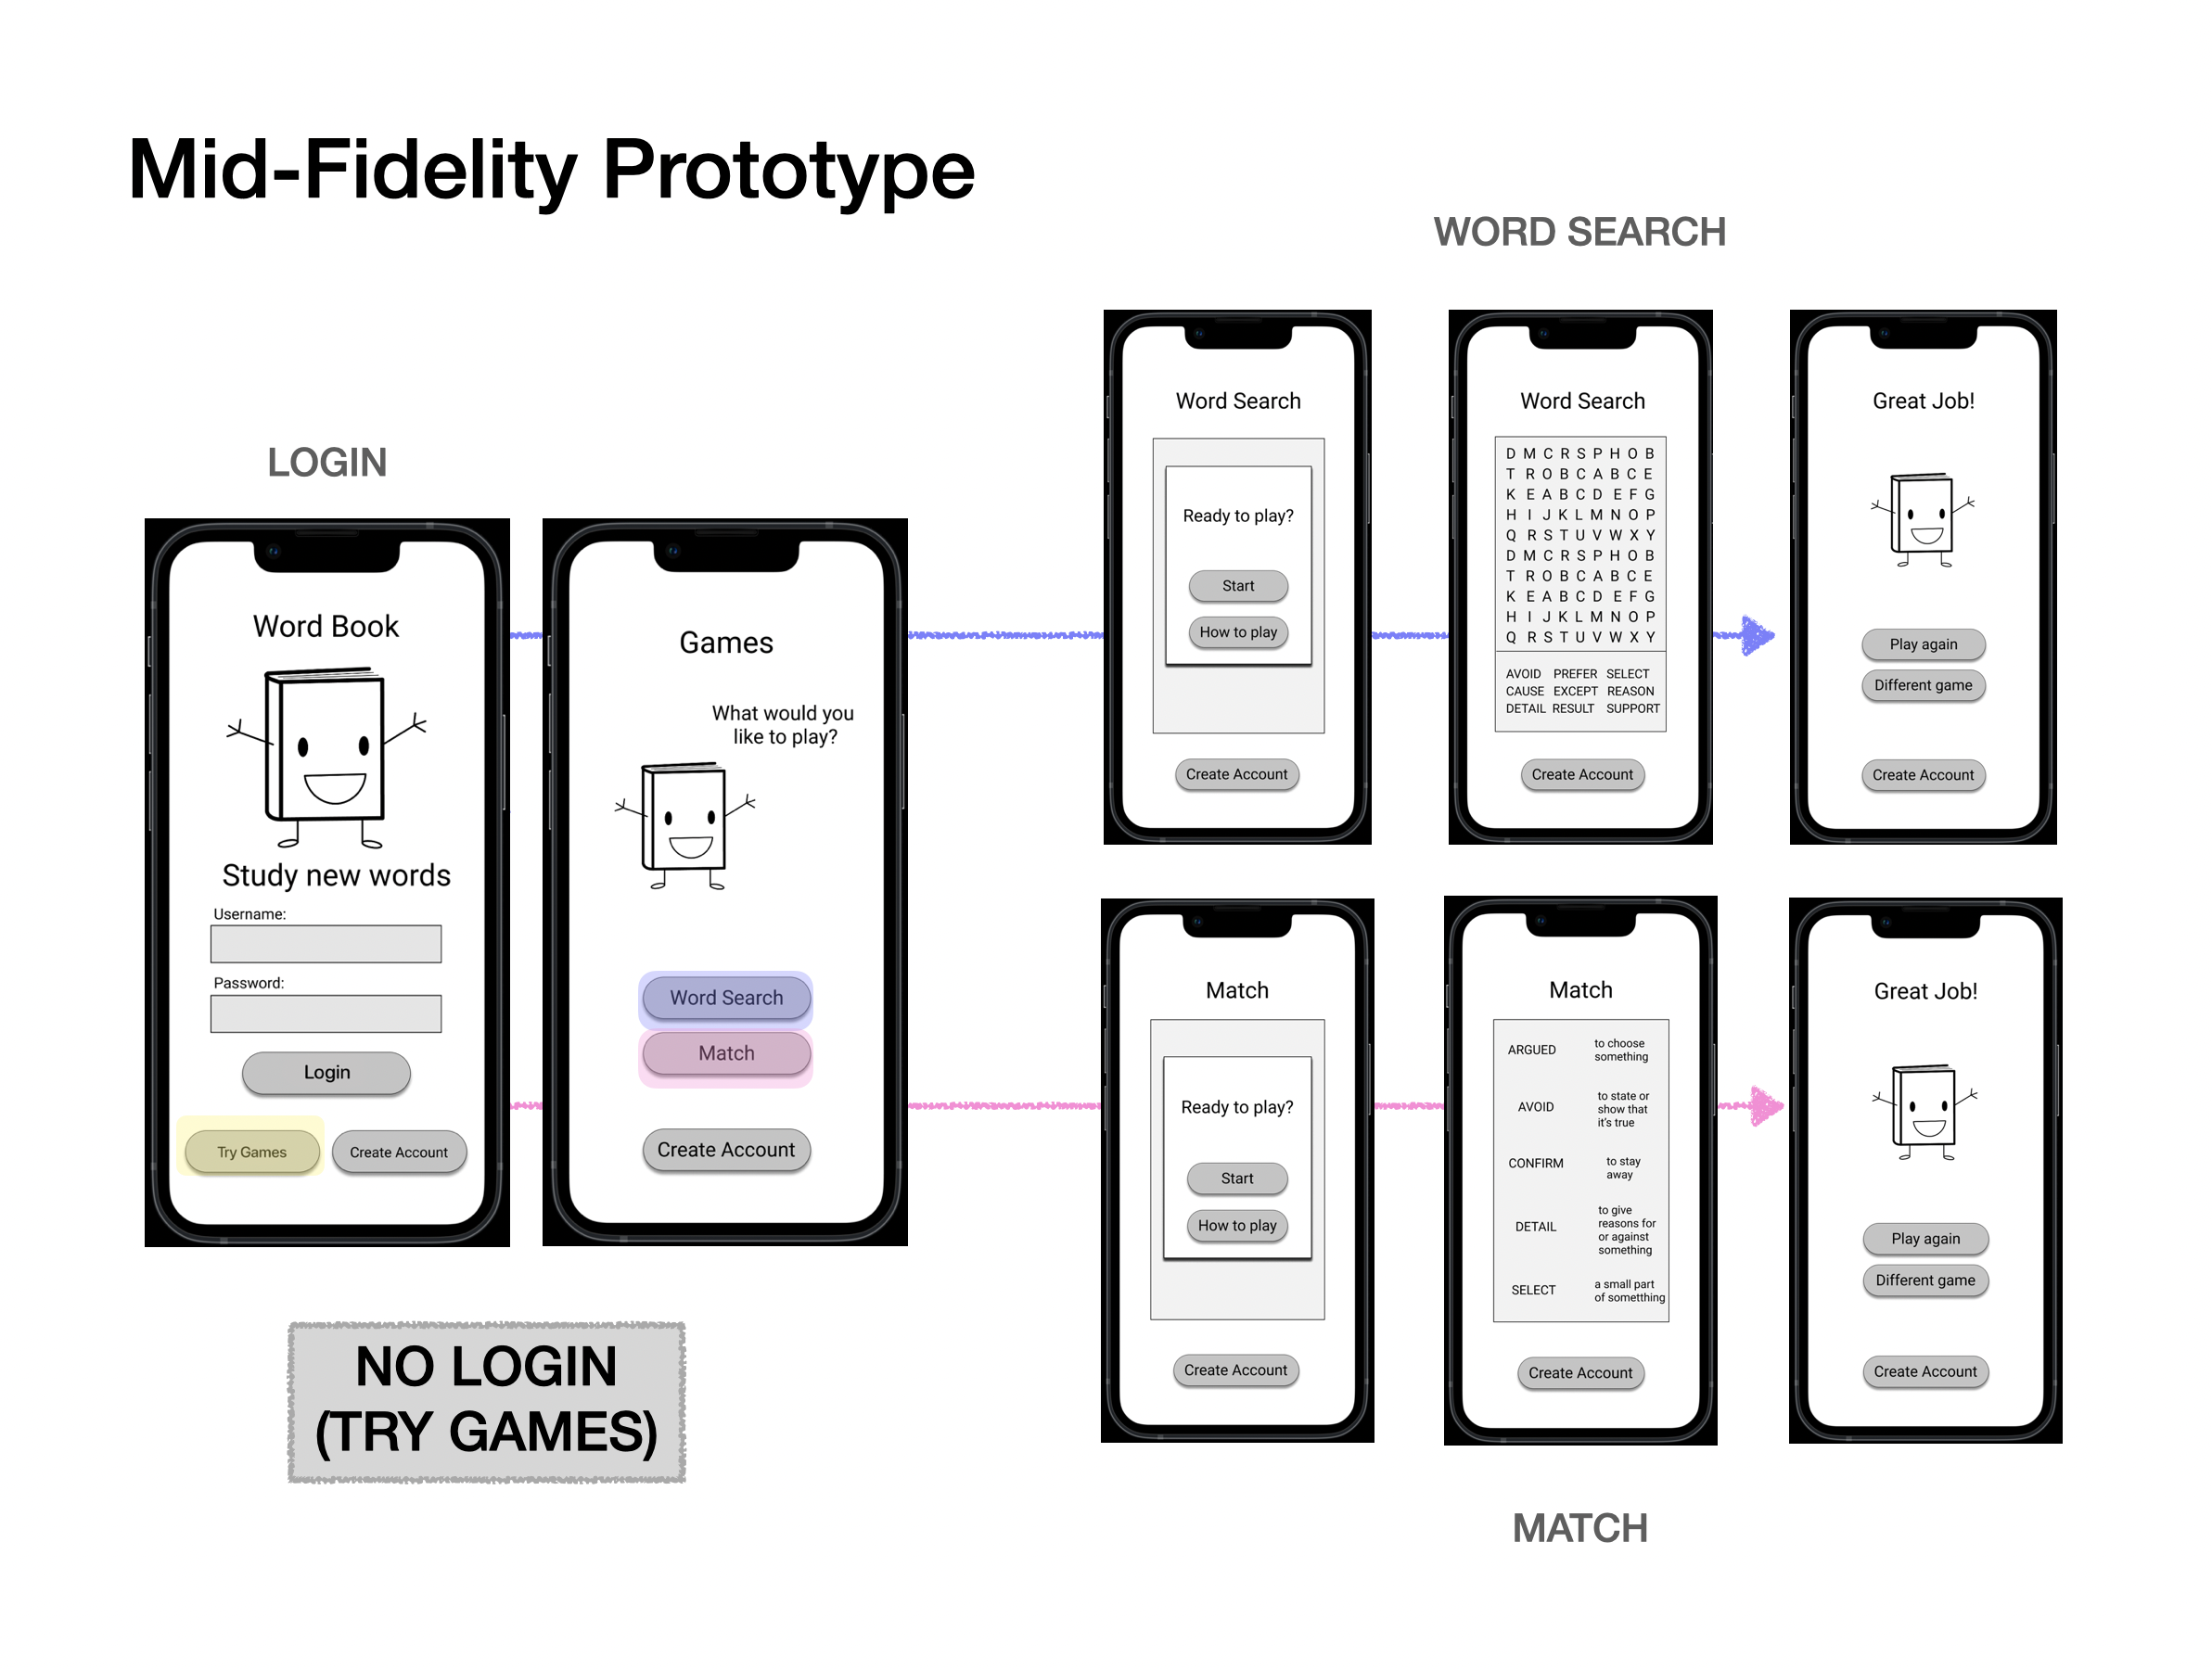 Mid-Fidelity Prototype
LOGIN
Word Book
Study new words
Username:
Password:
Login
Try Games
Create Account
Games
What would you
like to play?
Word Search
Match
Create Account
NO LOGIN
(TRY GAMES)
WORD SEARCH
Word Search
Ready to play?
Start
How to play
Create Account
Word Search
D M C R S P H O B
T R O B C A B C E
K E A B C D E F G
H I J K L M N O P
Q R S T U V W X Y
D M C R S P H O B
T R O B C A B C E
K E A B C D E F G
H I J K L M N O P
Q R S T U V W X Y
AVOID PREFER SELECT
CAUSE EXCEPT REASON
DETAIL RESULT SUPPORT
Create Account
Great Job!
Play again
Different game
Create Account
Match
Ready to play?
Start
How to play
Create Account
Match
ARGUED
to choose
something
AVOID
to state or
show that
it's true
CONFIRM
to stay
away
DETAIL
to give
reasons for
or against
something
SELECT
a small part
of sometthing
Create Account
Great Job!
Play again
Different game
Create Account
MATCH